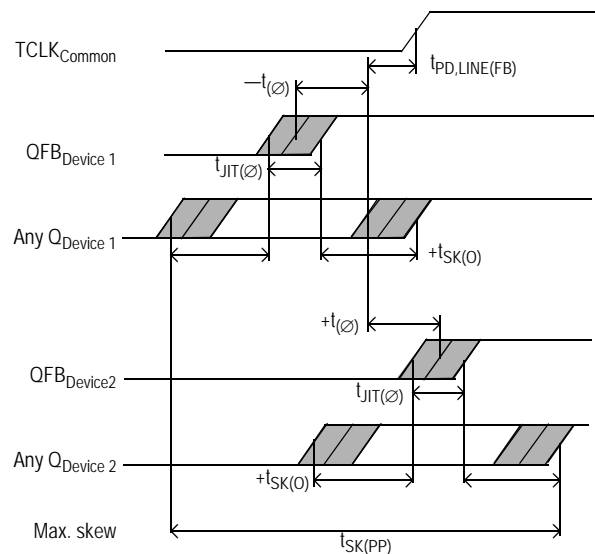 TCLKCommon
tPD,LINE(FB)
—t(∅)
QFBDevice 1
tJIT(∅)
Any QDevice 1
+tSK(O)
+t(∅)
QFBDevice2
tJIT(∅)
Any QDevice 2
+tSK(O)
Max. skew
tSK(PP)